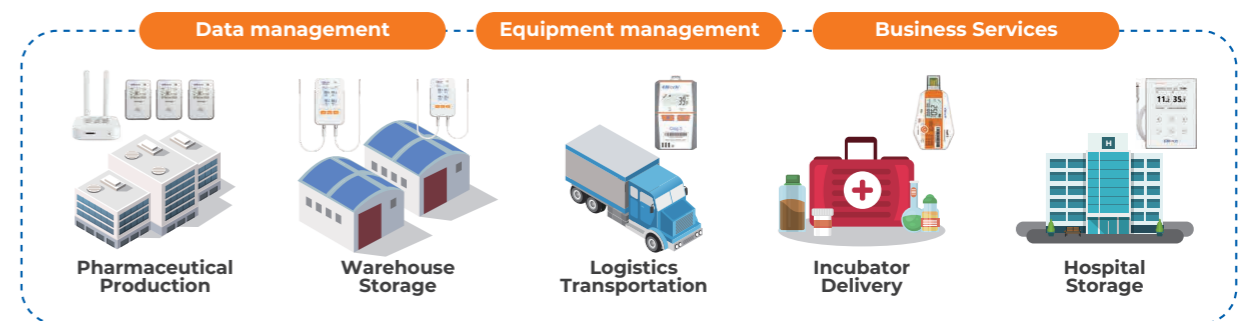 Data management
Equipment management
Business Services
H
Pharmaceutical
Production
Warehouse
Storage
Logistics
Transportation
Incubator
Delivery
Hospital
Storage